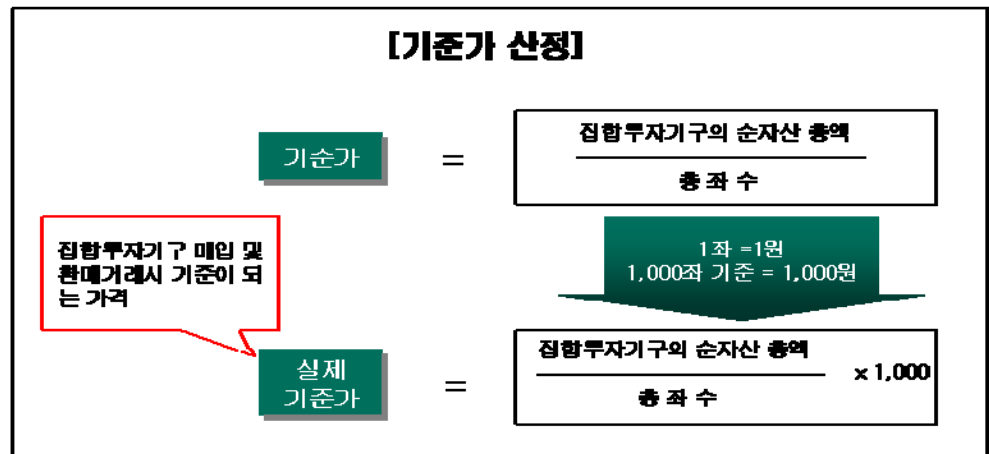 [기준가 산정]
기준가
=
집합투자기구의 순자산 총액
총 좌 수
집합투자기구 매입 및
환매거래시 기준이 되
는 가격
1좌 =1원
1,000좌 기준 = 1,000원
실제
기준가
=
집합투자기구의 순자산 총액
총 좌 수
x 1,000